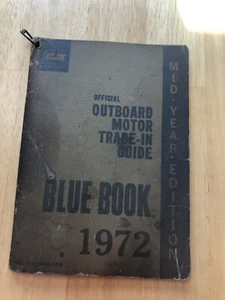 OFFICIAL
OUTBOARD
MOTOR
TRADE-IN
GUIDE
BLUE BOOK
1972
MID-YEAR EDITION